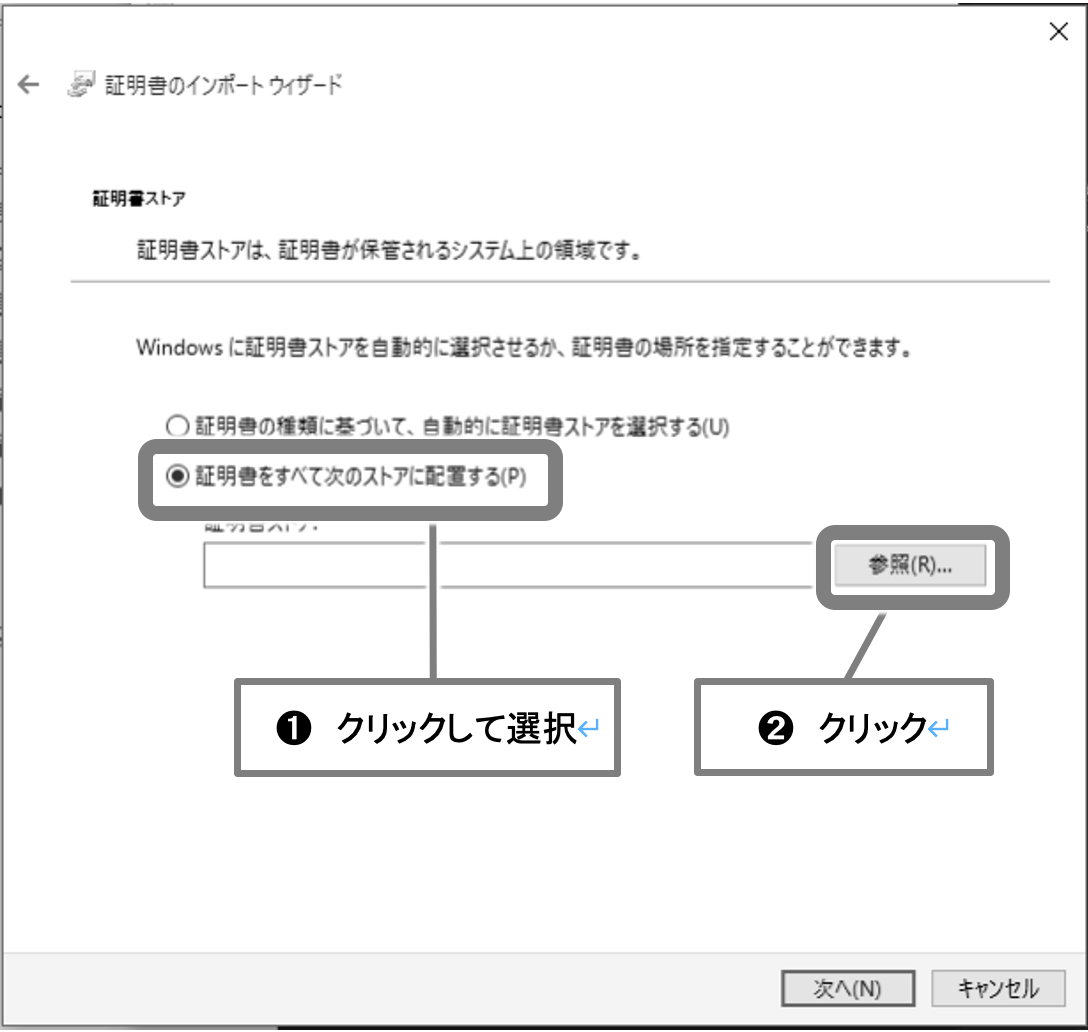 証明書のインポート ウィザード
証明書ストア
証明書ストアは、証明書が保管されるシステム上の領域です。
Windows に証明書ストアを自動的に選択させるか、証明書の場所を指定することができます。
証明書の種類に基づいて、自動的に証明書ストアを選択する(U)
証明書をすべて次のストアに配置する(P)
証明書ストア:
参照(R)...
❶ クリックして選択↵
❷ クリック↵
次へ(N)
キャンセル